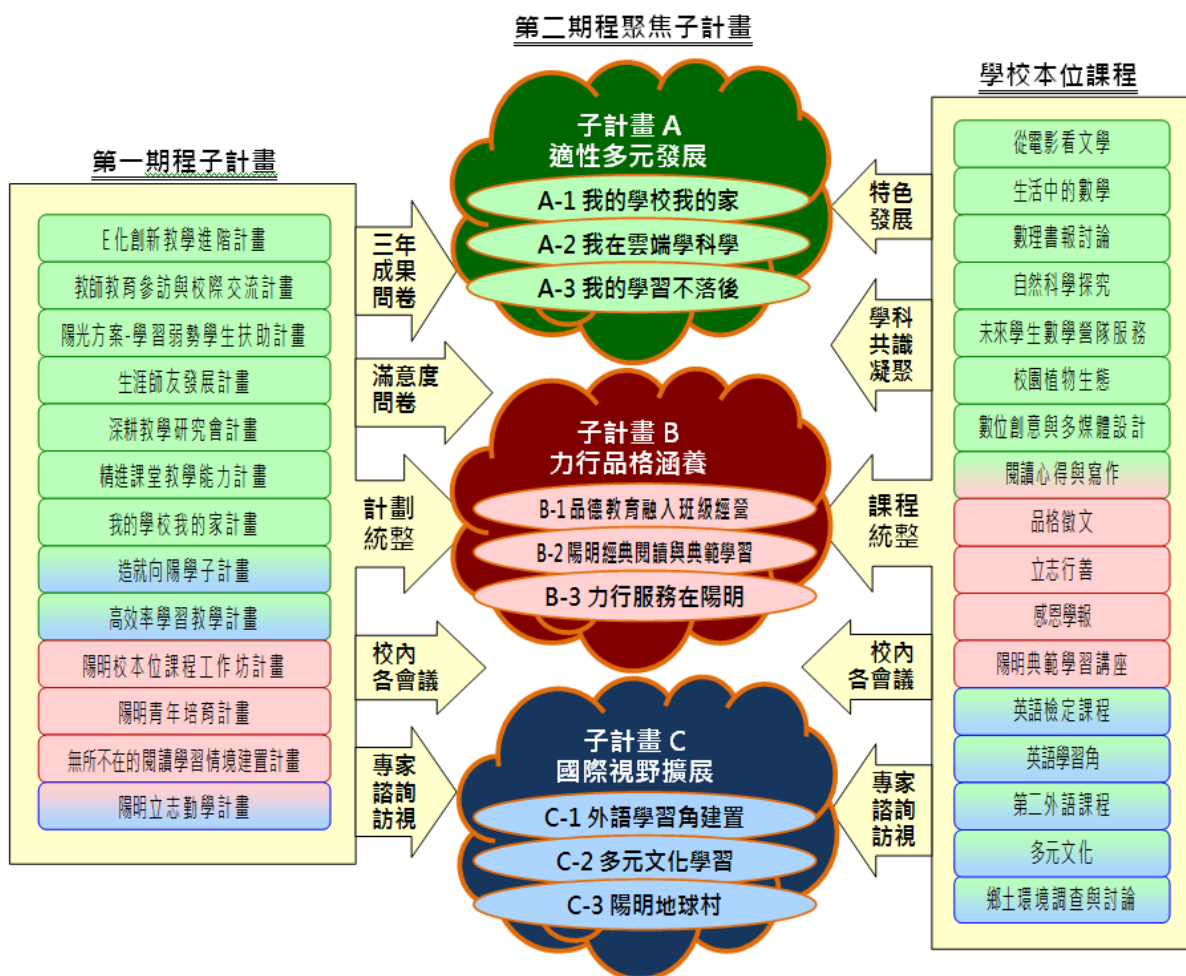 第二期程聚焦子計畫
第一期程子計畫
E化創新教學進階計畫
教師教育參訪與校際交流計畫
陽光方案-學習弱勢學生扶助計畫
生涯師友發展計畫
深耕教學研究會計畫
精進課堂教學能力計畫
我的學校我的家計畫
造就向陽學子計畫
高效率學習教學計畫
陽明校本位課程工作坊計畫
陽明青年培育計畫
無所不在的閱讀學習情境建置計畫
陽明立志勤學計畫
三年
成果
問卷
滿意度
問卷
計劃
統整
校內
各會議
專家
諮詢
訪視
子計畫 A
適性多元發展
A-1 我的學校我的家
A-2 我在雲端學科學
A-3 我的學習不落後
子計畫 B
力行品格涵養
B-1 品德教育融入班級經營
B-2 陽明經典閱讀與典範學習
B-3 力行服務在陽明
子計畫 C
國際視野擴展
C-1 外語學習角建置
C-2 多元文化學習
C-3 陽明地球村
特色
發展
學科
共識
凝聚
課程
統整
校內
各會議
專家
諮詢
訪視
學校本位課程
從電影看文學
生活中的數學
數理書報討論
自然科學探究
未來學生數學營隊服務
校園植物生態
數位創意與多媒體設計
閱讀心得與寫作
品格徵文
立志行善
感恩學報
陽明典範學習講座
英語檢定課程
英語學習角
第二外語課程
多元文化
鄉土環境調查與討論